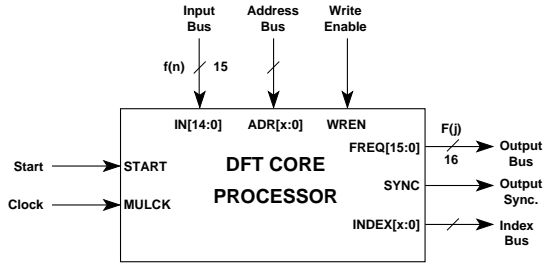 Input Bus
Address Bus
Write Enable
f(n)
15
IN[14:0]
ADR[x:0]
WREN
Start
START
Clock
MULCK
DFT CORE
PROCESSOR
FREQ[15:0]
F(j)
16
Output Bus
SYNC
Output Sync.
INDEX[x:0]
Index Bus